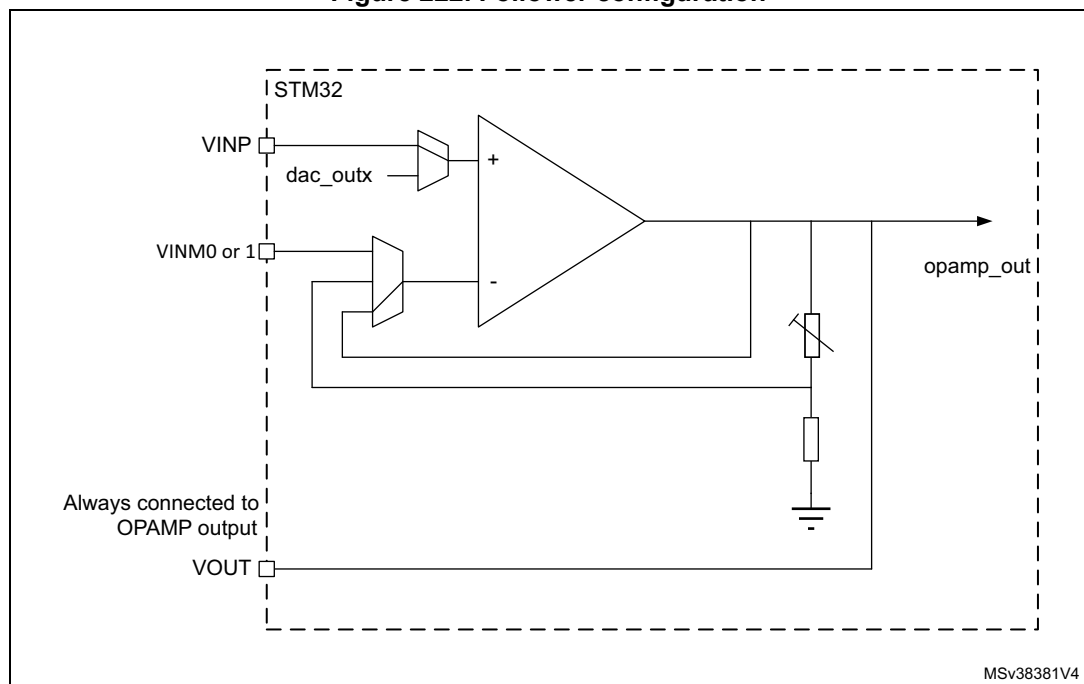 Figure 222. Follower configuration
STM32
VINP
dac_outx
+
VINM0 or 1
-
opamp_out
Always connected to
OPAMP output
VOUT
MSv38381V4